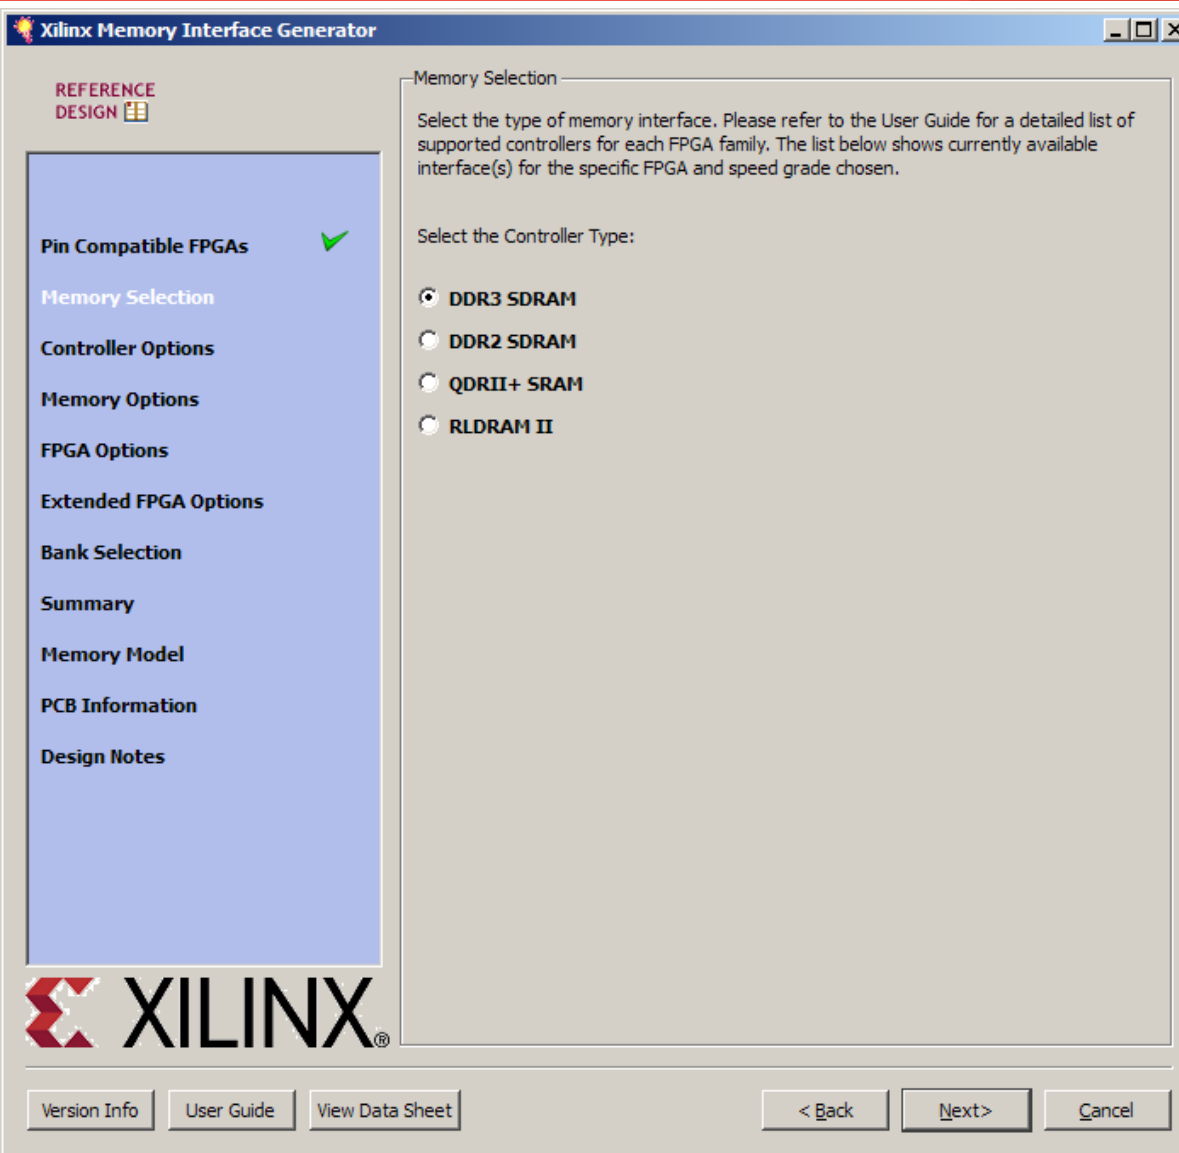 Xilinx Memory Interface Generator
REFERENCE
DESIGN
Pin Compatible FPGAs
Memory Selection
Controller Options
Memory Options
FPGA Options
Extended FPGA Options
Bank Selection
Summary
Memory Model
PCB Information
Design Notes
XILINX®
Memory Selection
Select the type of memory interface. Please refer to the User Guide for a detailed list of
supported controllers for each FPGA family. The list below shows currently available
interface(s) for the specific FPGA and speed grade chosen.
Select the Controller Type:
DDR3 SDRAM
DDR2 SDRAM
QDRII+ SRAM
RLDRAM II
Version Info
User Guide
View Data Sheet
< Back
Next>
Cancel